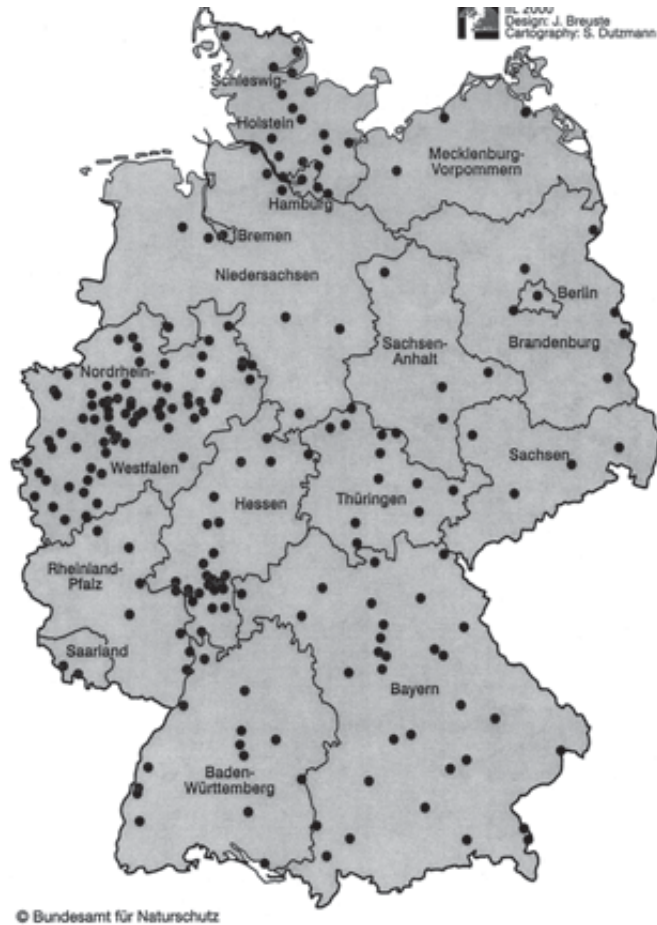 IIL 2000
Design: J. Breuste
Cartography: S. Dutzmann
Schleswig-
Holstein
Mecklenburg-
Vorpommern
Hamburg
Bremen
Niedersachsen
Berlin
Brandenburg
Sachsen-
Anhalt
Nordrhein-
Westfalen
Sachsen
Hessen
Thüringen
Rheinland-
Pfalz
Saarland
Bayern
Baden-
Württemberg
© Bundesamt für Naturschutz